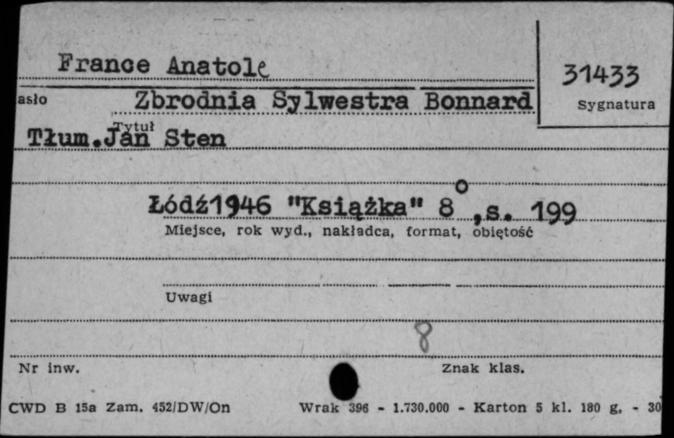 France Anatole
31433
asło
Zbrodnia Sylwestra Bonnard
Sygnatura
Tytuł
Tłum.Jan Sten
Łódź1946 "Książka" 8°,s. 199
Miejsce, rok wyd., nakładca, format, objętość
Uwagi
8
Nr inw.
Znak klas.
CWD B 15a Zam. 452/DW/On Wrak 396 - 1.730.000 - Karton 5 kl. 180 g. - 30